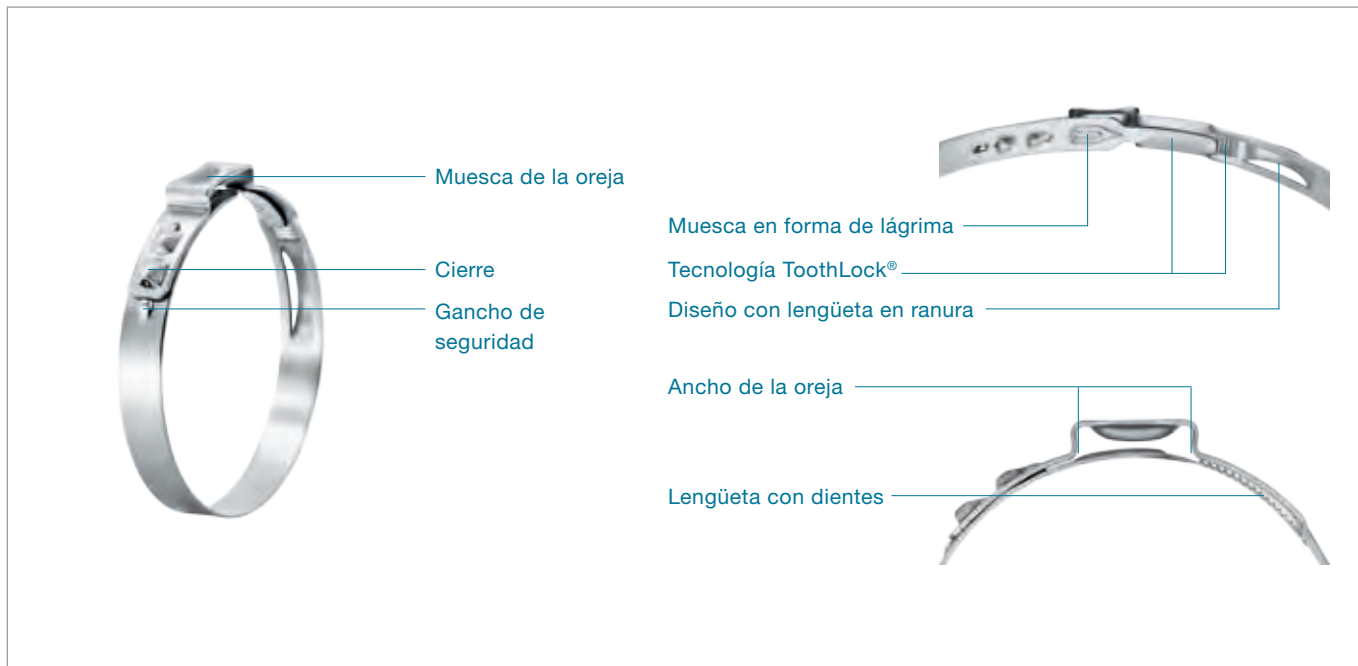 Muesca de la oreja
Cierre
Gancho de
seguridad
Muesca en forma de lágrima
Tecnología ToothLock®
Diseño con lengüeta en ranura
Ancho de la oreja
Lengüeta con dientes